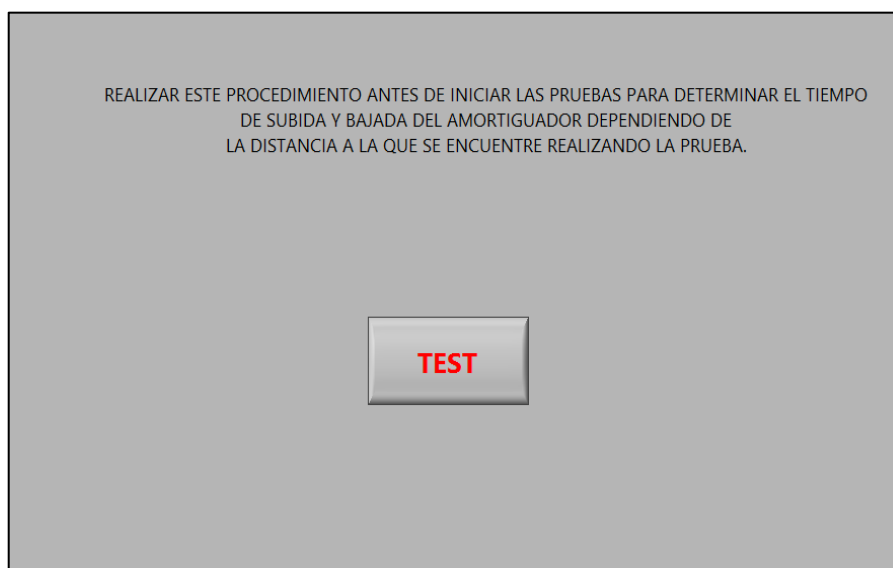 REALIZAR ESTE PROCEDIMIENTO ANTES DE INICIAR LAS PRUEBAS PARA DETERMINAR EL TIEMPO
DE SUBIDA Y BAJADA DEL AMORTIGUADOR DEPENDIENDO DE
LA DISTANCIA A LA QUE SE ENCUENTRE REALIZANDO LA PRUEBA.
TEST